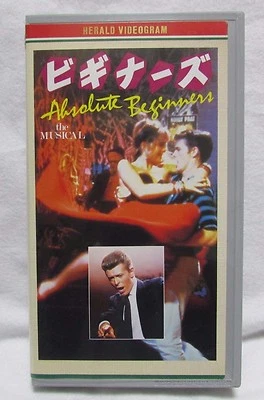 HERALD VIDEOGRAM
ビギナーズ
Absolute Beginners
the
MUSICAL